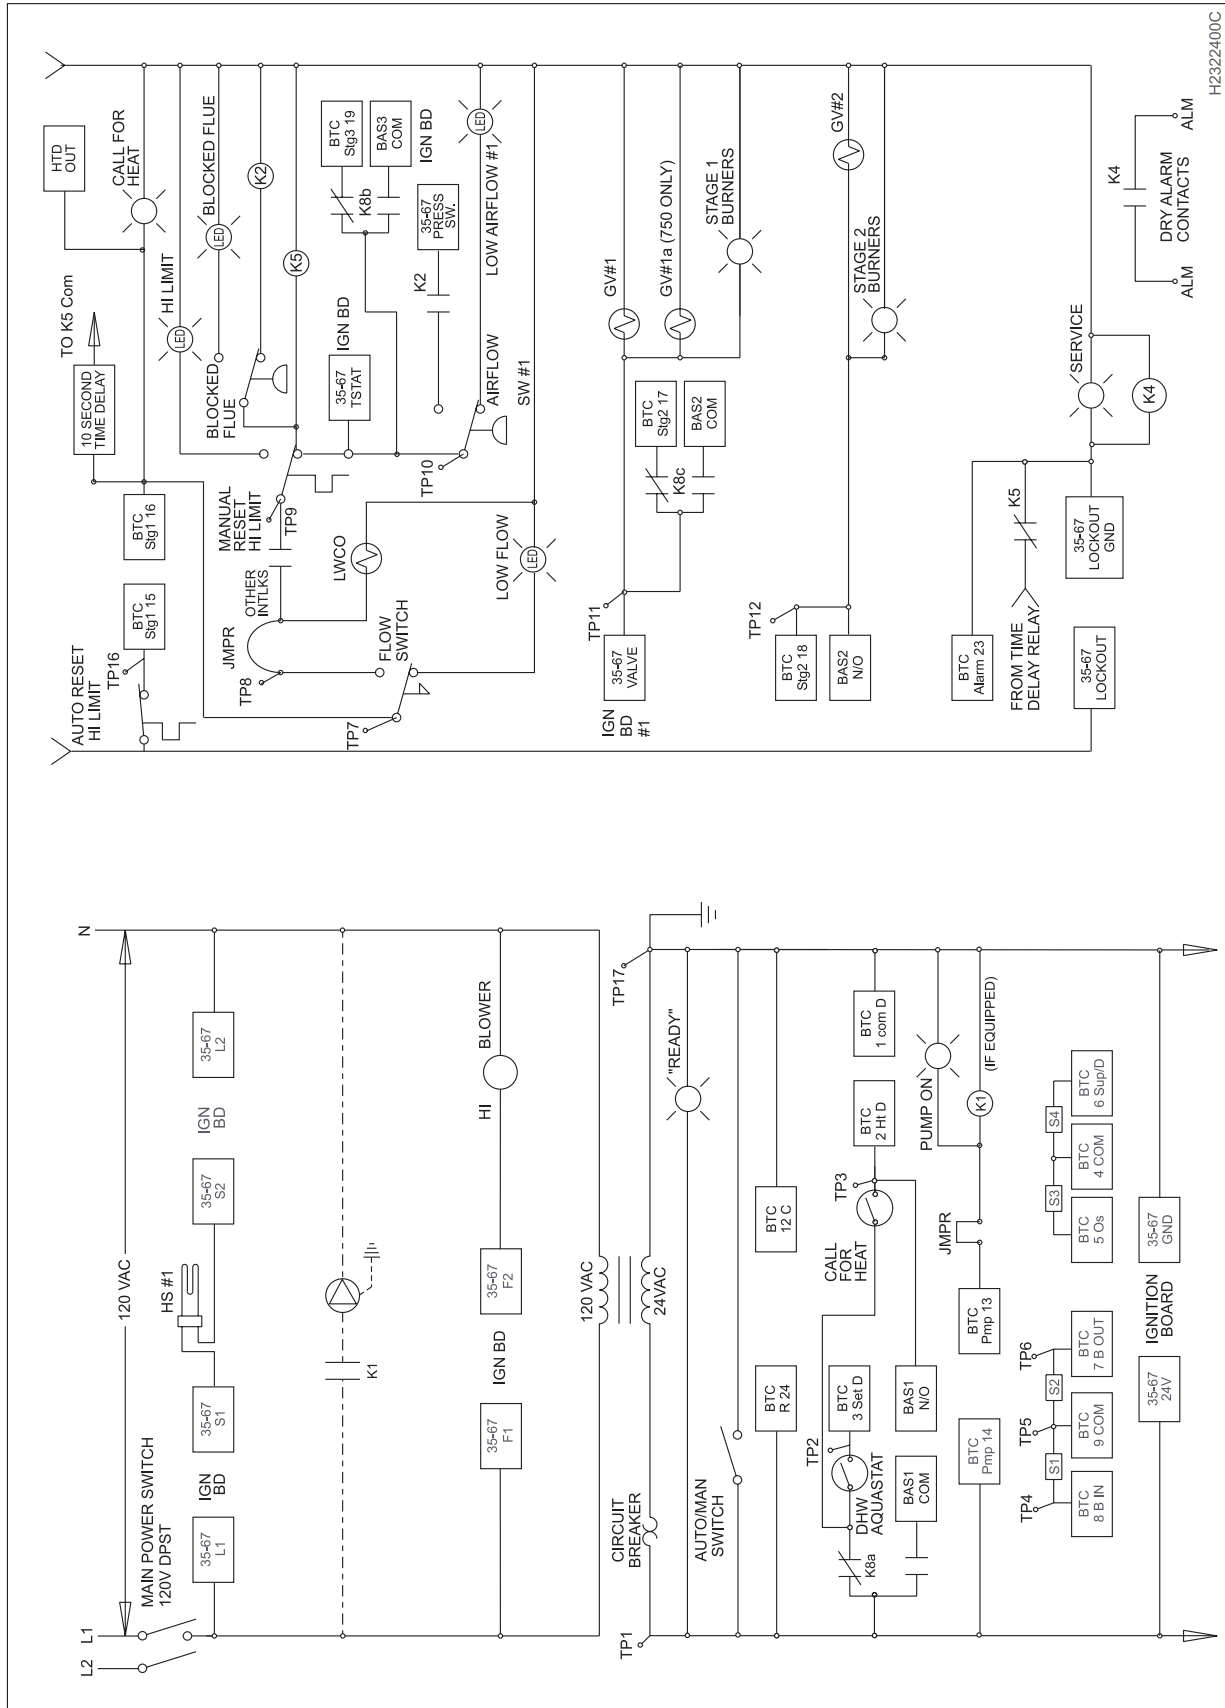 L1
L2
120 VAC
N
MAIN POWER SWITCH
120V DPST
35-67
L1
IGN
BD
35-67
S1
HS #1
35-67
S2
IGN
BD
35-67
L2
K1
35-67
F1
IGN BD
35-67
F2
HI
BLOWER
120 VAC
24VAC
CIRCUIT
BREAKER
TP1
TP17
"READY"
AUTO/MAN
SWITCH
BTC
R 24
BTC
12 C
K8a
DHW
AQUASTAT
TP2
BTC
3 Set D
CALL
FOR
HEAT
TP3
BTC
2 Ht D
BTC
1 com D
BAS1
COM
BAS1
N/O
PUMP ON
BTC
Pmp 14
BTC
Pmp 13
JMPR
K1
(IF EQUIPPED)
TP4
TP5
TP6
S1
S2
BTC
8 B IN
BTC
9 COM
BTC
7 B OUT
S3
S4
BTC
5 Os
BTC
4 COM
BTC
6 Sup/D
35-67
24V
IGNITION
BOARD
35-67
GND
AUTO RESET
HI LIMIT
TP16
BTC
Stg1 15
BTC
Stg1 16
10 SECOND
TIME DELAY
TO K5 Com
HTD
OUT
CALL FOR
HEAT
HI LIMIT
LED
BLOCKED FLUE
LED
BLOCKED
FLUE
K2
K5
MANUAL
RESET
HI LIMIT
TP9
OTHER
INTLKS
JMPR
TP8
LWCO
FLOW
SWITCH
TP7
LOW FLOW
LED
35-67
TSTAT
IGN BD
BTC
Stg3 19
K8b
BAS3
COM
IGN BD
35-67
PRESS
SW.
K2
TP10
AIRFLOW
SW #1
LOW AIRFLOW #1
LED
TP11
35-67
VALVE
IGN
BD
#1
BTC
Stg2 17
K8c
BAS2
COM
GV#1
GV#1a (750 ONLY)
STAGE 1
BURNERS
TP12
BTC
Stg2 18
BAS2
N/O
GV#2
STAGE 2
BURNERS
BTC
Alarm 23
FROM TIME
DELAY RELAY
K5
35-67
LOCKOUT
35-67
LOCKOUT
GND
SERVICE
K4
K4
ALM
DRY ALARM
CONTACTS
ALM
H2322400C